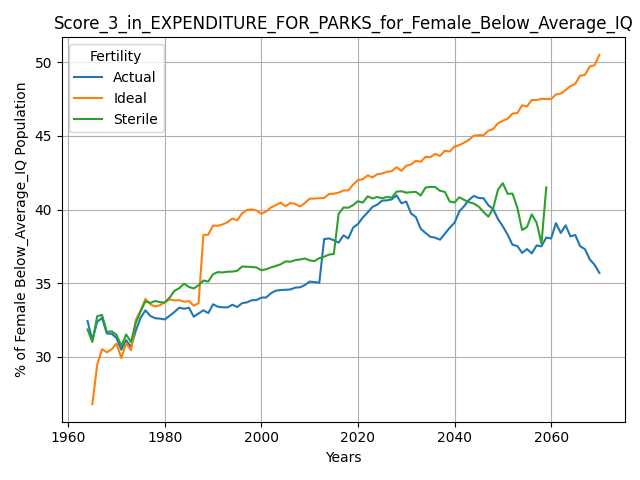 Score_3_in_EXPENDITURE_FOR_PARKS_for_Female_Below_Average_IQ
Fertility
Actual
Ideal
Sterile
% of Female Below_Average_IQ Population
50
45
40
35
30
1960
1980
2000
2020
2040
2060
Years